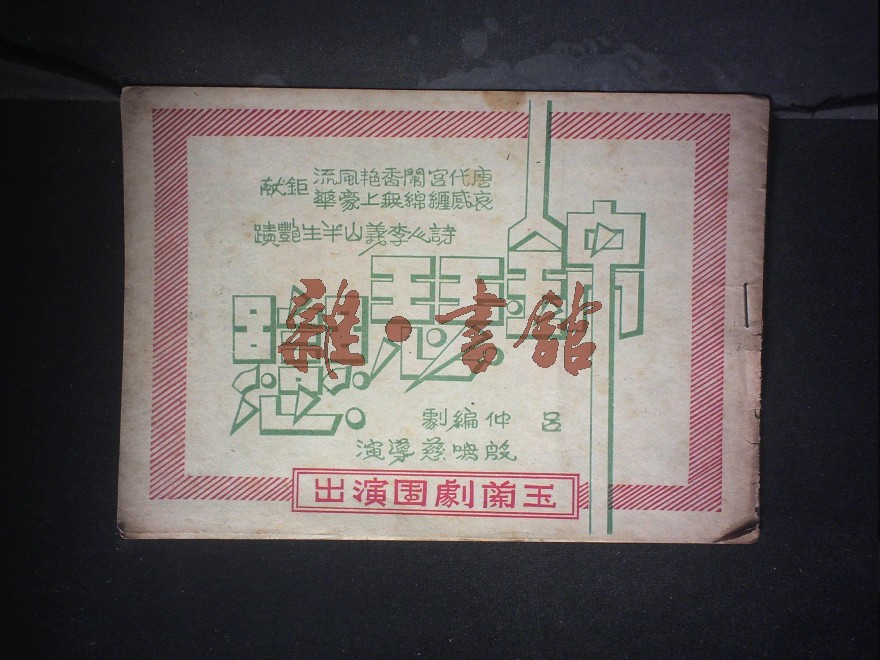 唐代宮闈香艳風流
哀感纏綿無上豪華
鉅献
詩人李義山半生艷蹟
錦瑟
雜·書館
呂仲編劇
殷鳴慈導演
玉蘭劇團演出